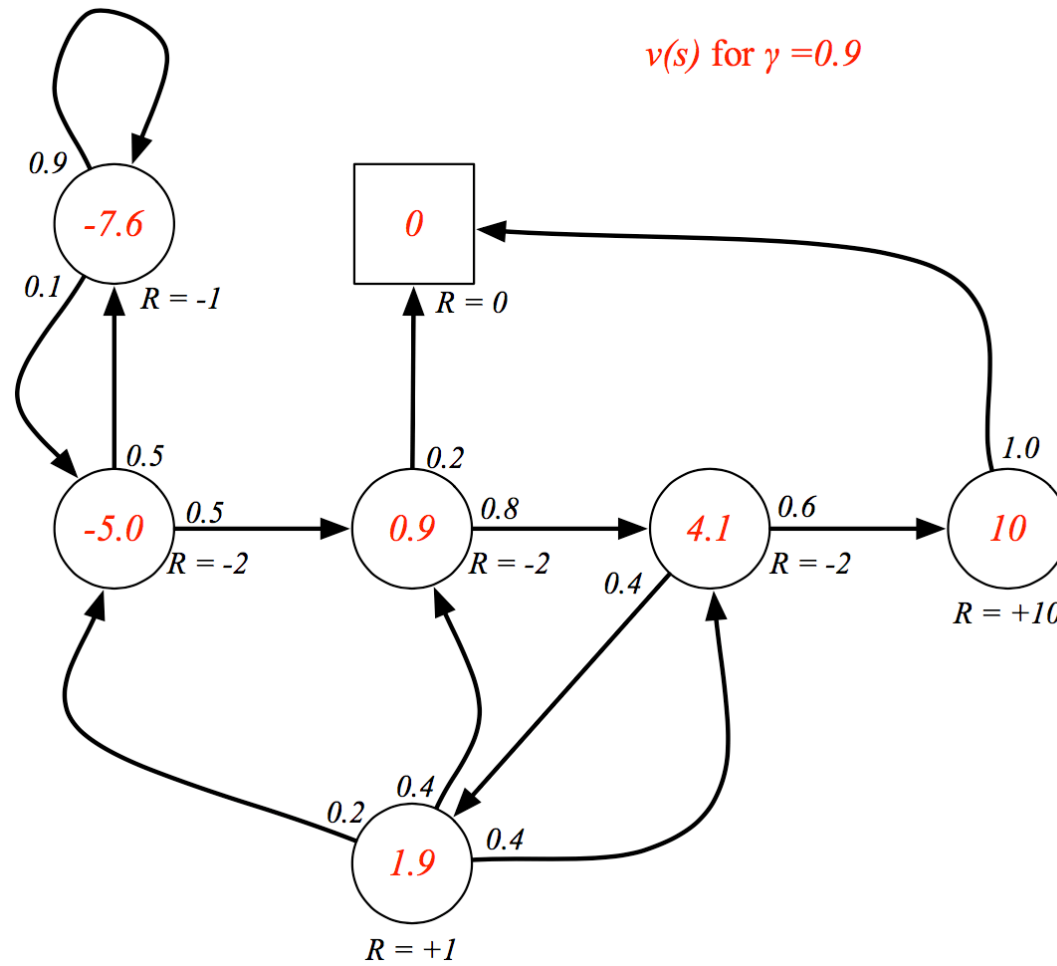 v(s) for γ =0.9
0.9
-7.6
0
0.1
R = -1
R = 0
0.5
0.2
1.0
-5.0
0.5
0.9
0.8
4.1
0.6
10
R = -2
R = -2
R = -2
0.4
R = +10
0.4
0.2
0.4
1.9
R = +1